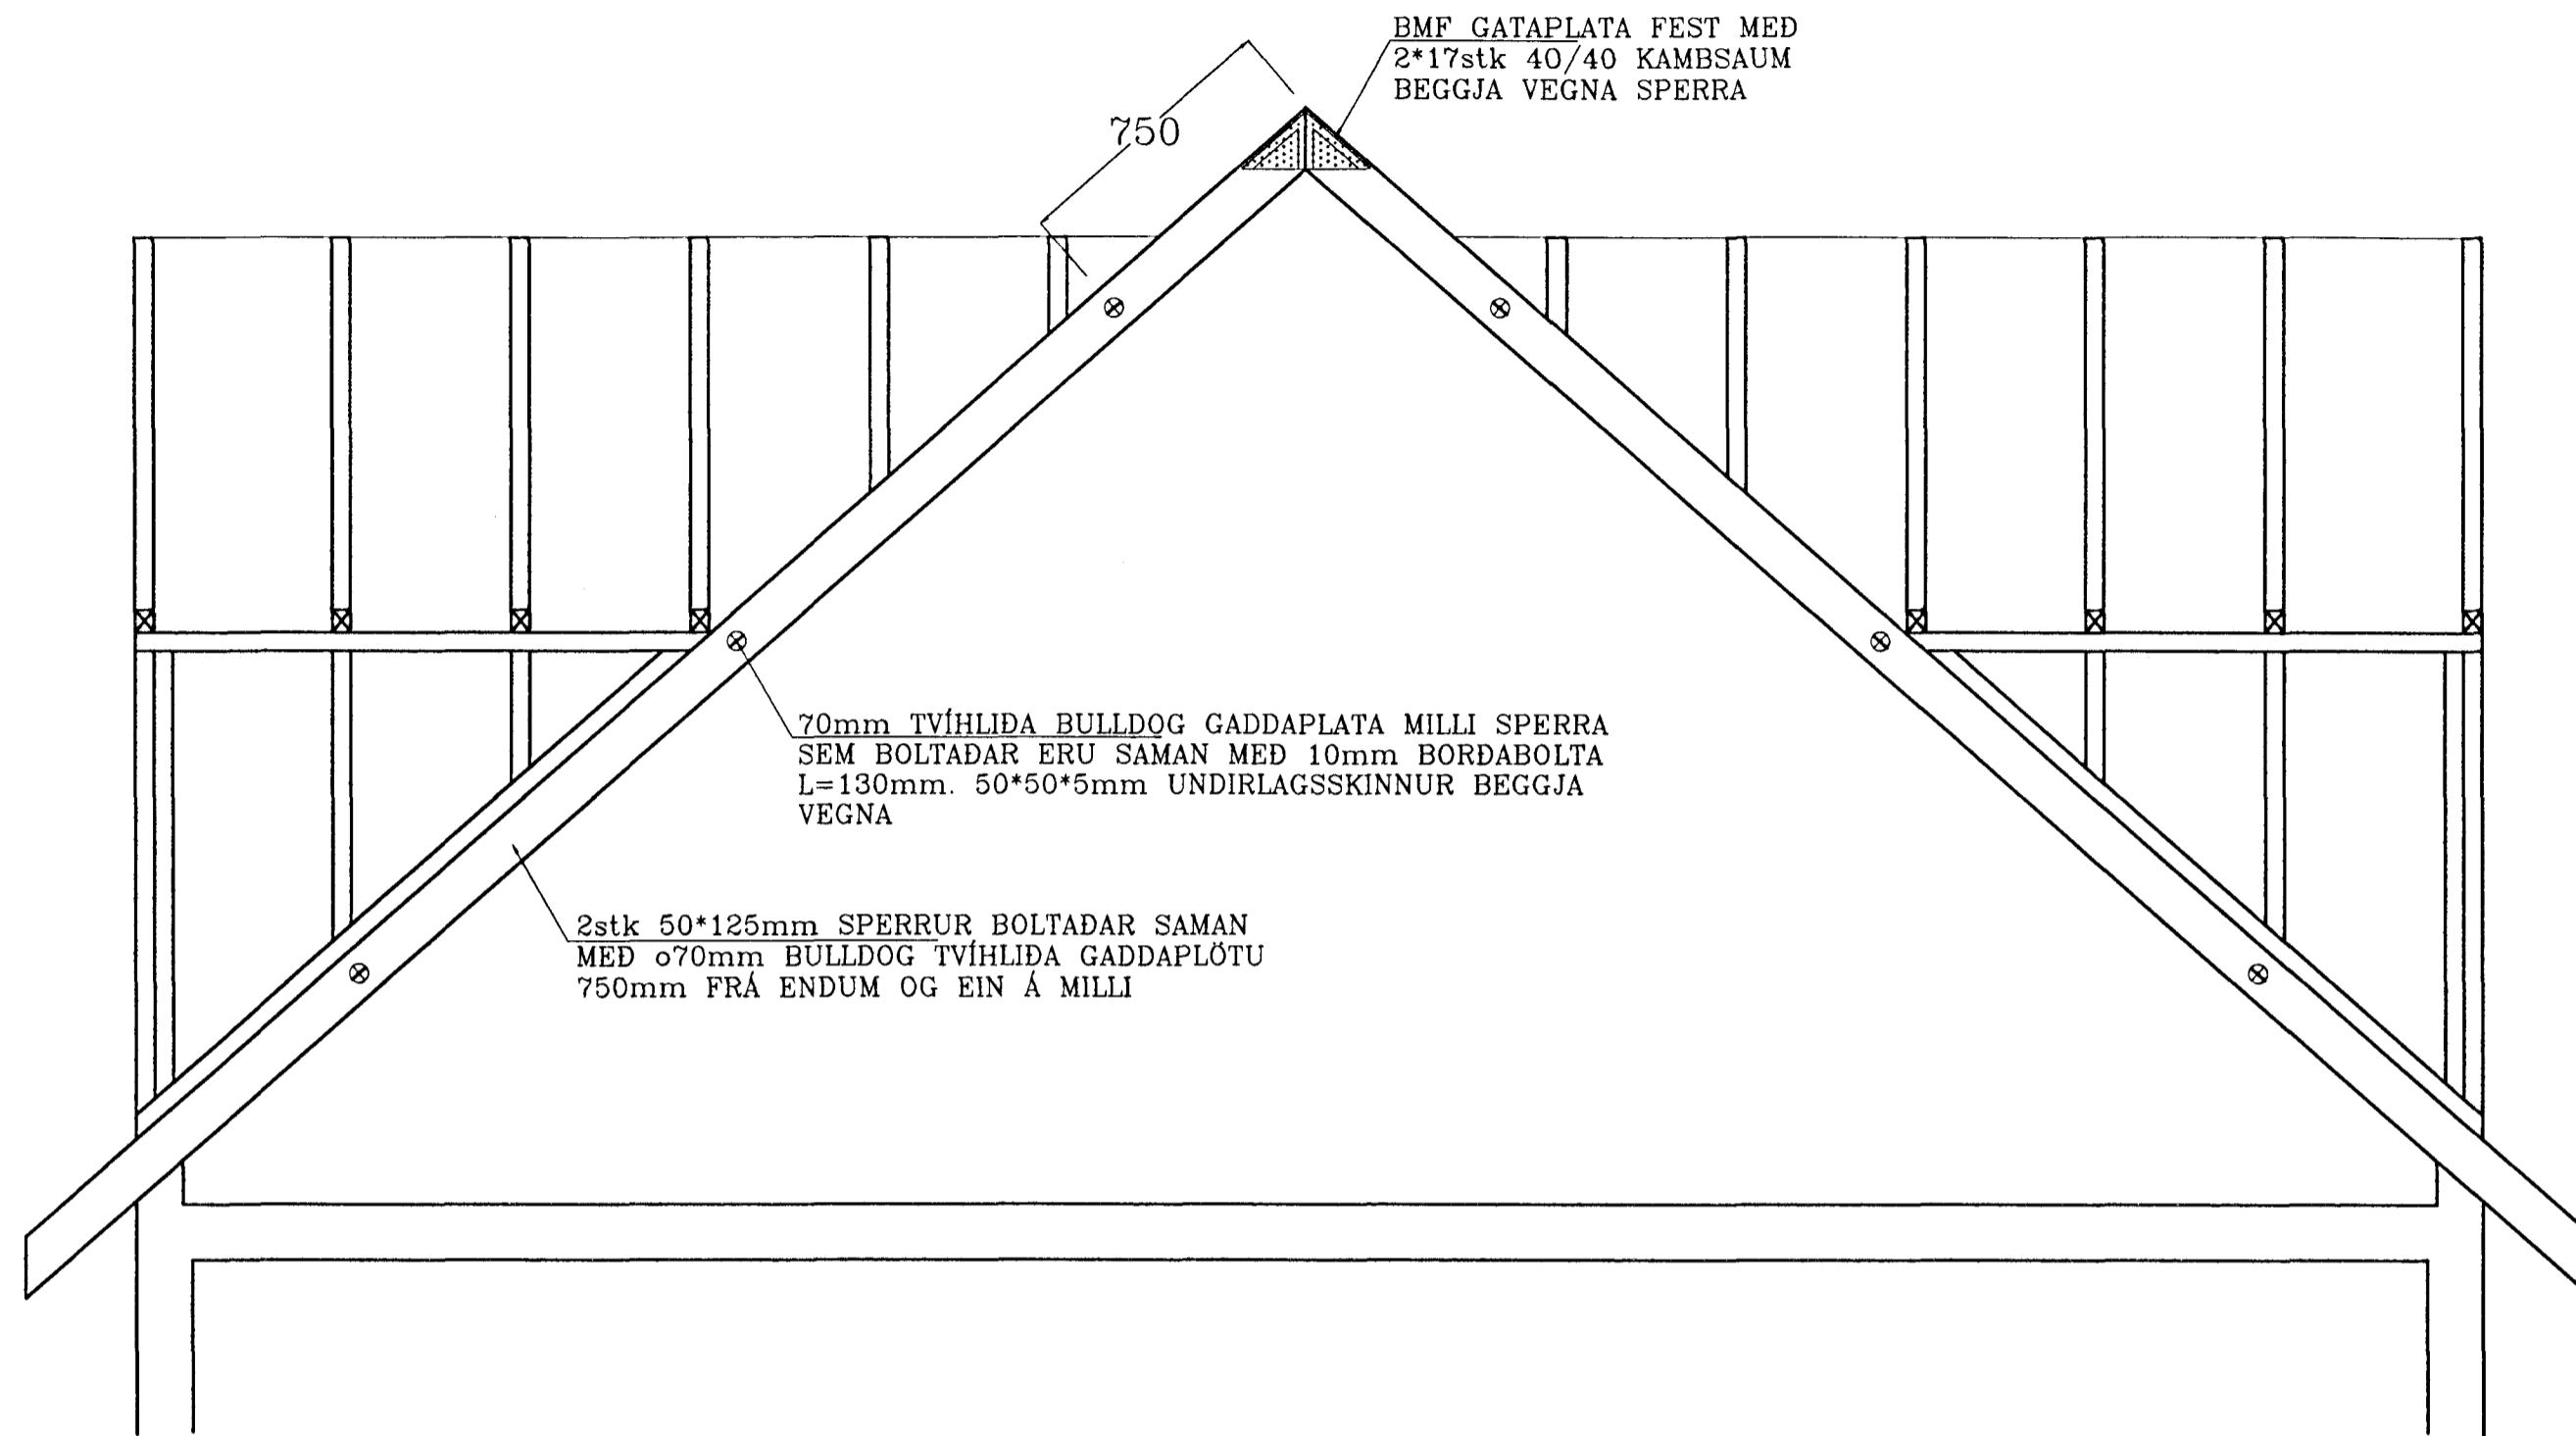 BMF GATAPLATA FEST MEÐ
2*17stk 40/40 KAMBSAUM
BEGGJA VEGNA SPERRA
750
70mm TVÍHLIÐA BULLDOG GADDAPLATA MILLI SPERRA
SEM BOLTAÐAR ERU SAMAN MEÐ 10mm BORÐABOLTA
L=130mm. 50*50*5mm UNDIRLAGSSKINNUR BEGGJA
VEGNA
2stk 50*125mm SPERRUR BOLTAÐAR SAMAN
MEÐ o70mm BULLDOG TVÍHLIÐA GADDAPLÖTU
750mm FRÁ ENDUM OG EIN Á MILLI